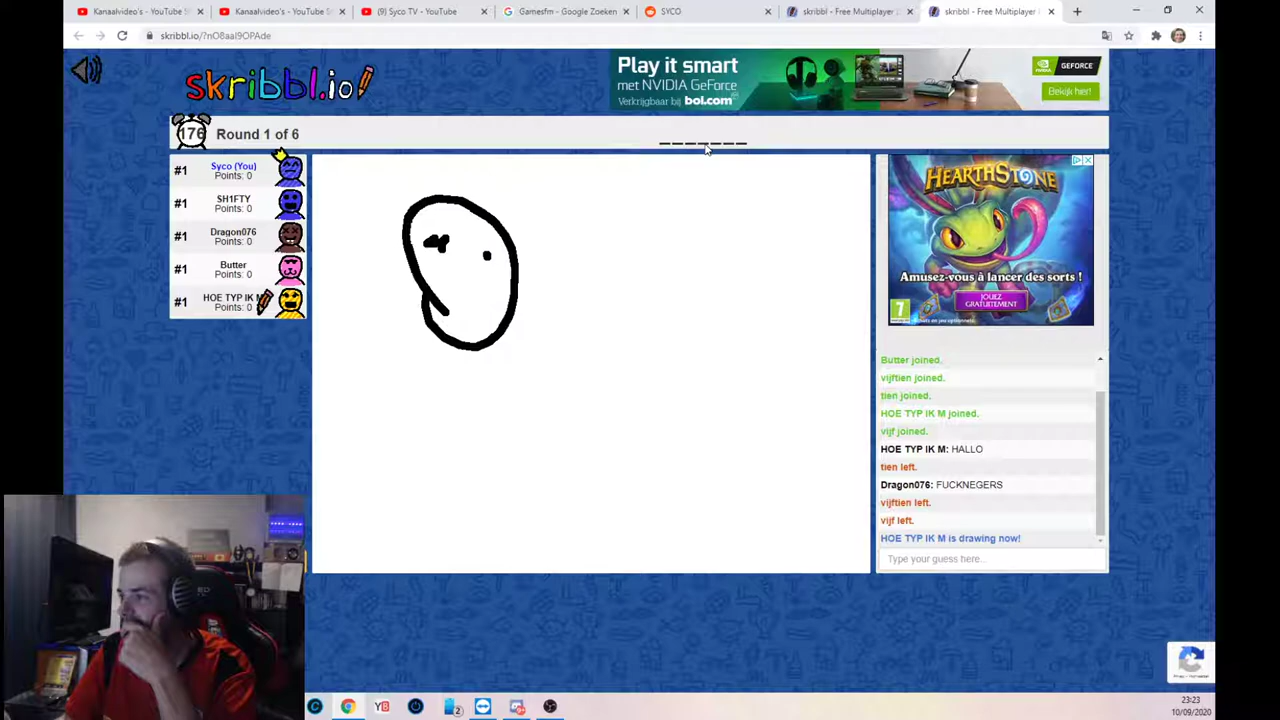 Kanaalvideo's - YouTube St
Kanaalvideo's - YouTube St
(9) Syco TV - YouTube
Gamesfm - Google Zoeken
SYCO
skribbl - Free Multiplayer
skribbl - Free Multiplayer
skribbl.io/?nO8aaI9OPAde
skribbl.io
Play it smart
met NVIDIA GeForce
Verkrijgbaar bij bol.com
NVIDIA GEFORCE
Bekijk hier!
176 Round 1 of 6
_______
#1 Syco (You)
Points: 0
#1 SH1FTY
Points: 0
#1 Dragon076
Points: 0
#1 Butter
Points: 0
#1 HOE TYP IK
Points: 0
HEARTHSTONE
Amusez-vous à lancer des sorts !
7
JOUEZ
GRATUITEMENT
Butter joined.
vijftien joined.
tien joined.
HOE TYP IK M joined.
vijf joined.
HOE TYP IK M: HALLO
tien left.
Dragon076: FUCKNEGERS
vijftien left.
vijf left.
HOE TYP IK M is drawing now!
Type your guess here...
23:23
10/09/2020